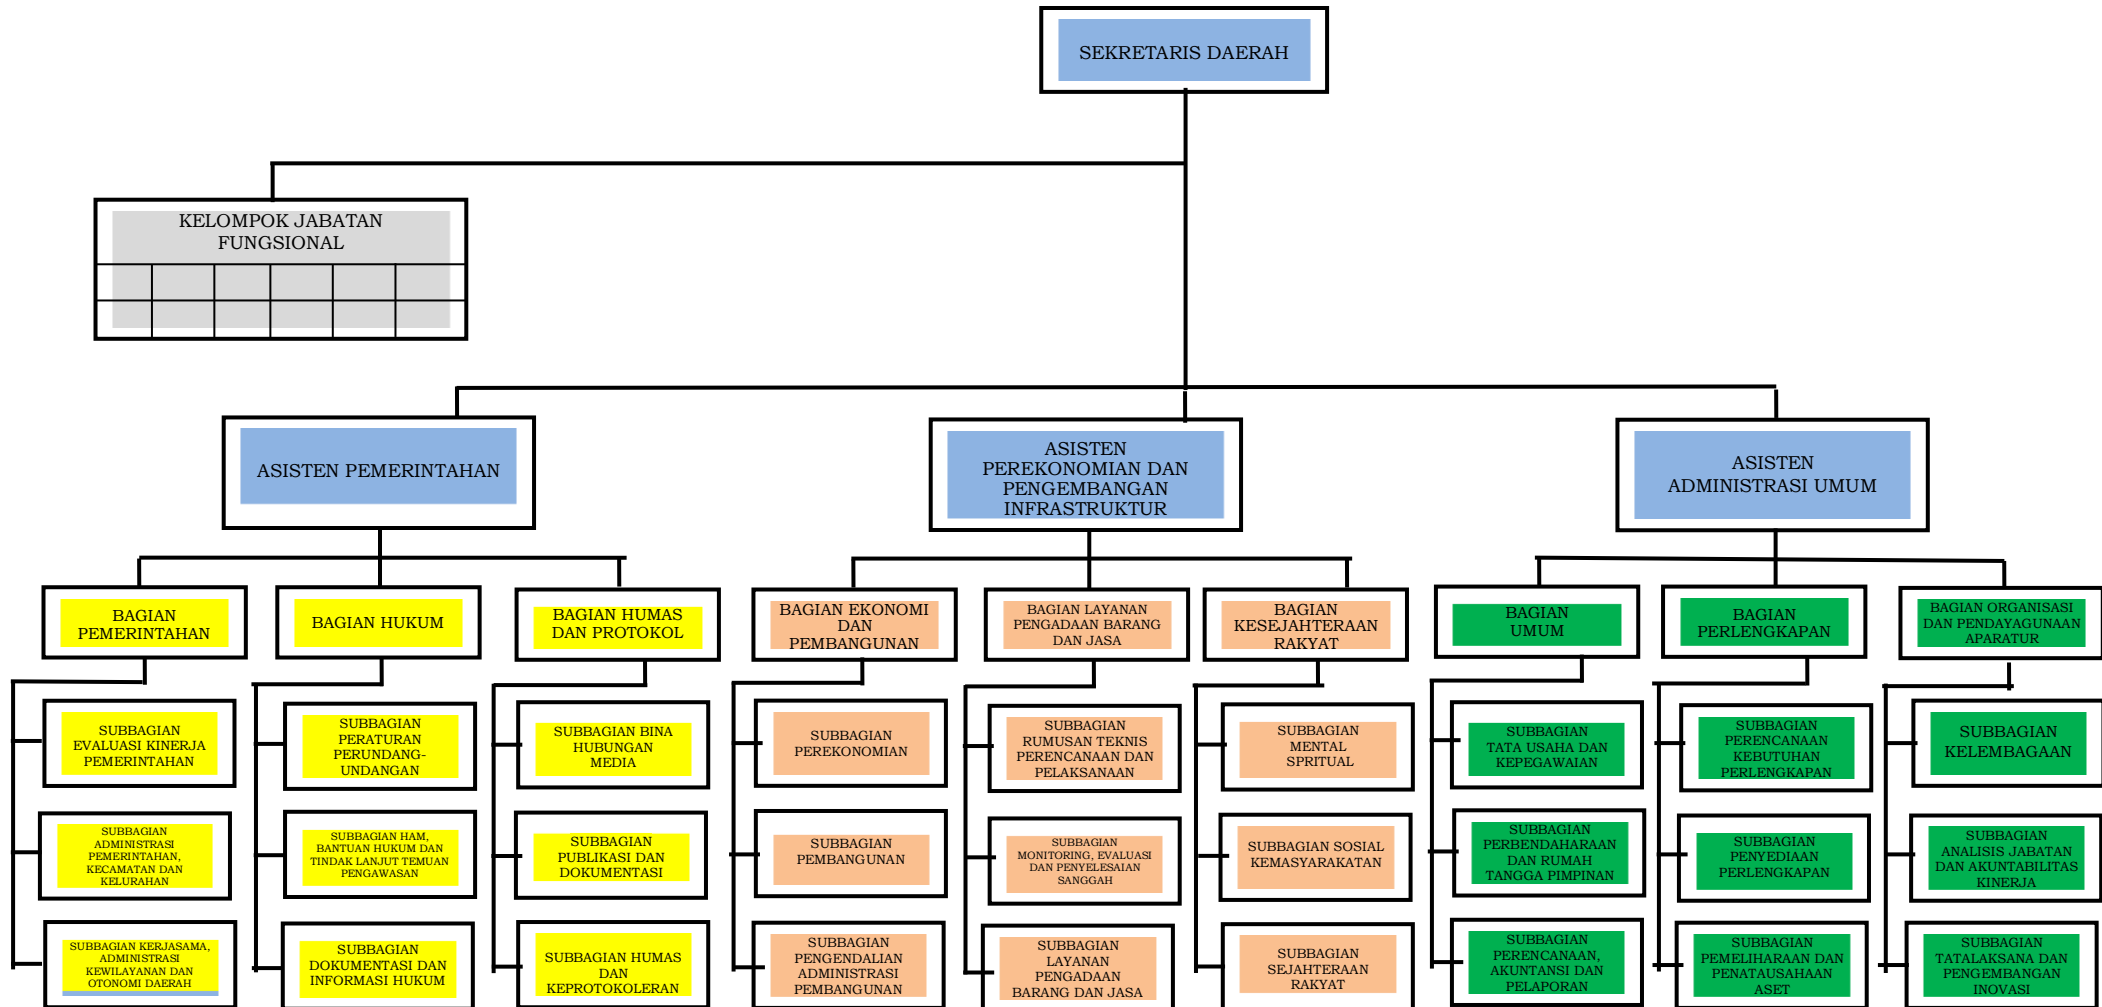 SEKRETARIS DAERAH
KELOMPOK JABATAN
FUNGSIONAL
ASISTEN PEMERINTAHAN
ASISTEN
PEREKONOMIAN DAN
PENGEMBANGAN
INFRASTRUKTUR
ASISTEN
ADMINISTRASI UMUM
BAGIAN
PEMERINTAHAN
BAGIAN HUKUM
BAGIAN HUMAS
DAN PROTOKOL
BAGIAN EKONOMI
DAN
PEMBANGUNAN
BAGIAN LAYANAN
PENGADAAN BARANG
DAN JASA
BAGIAN
KESEJAHTERAAN
RAKYAT
BAGIAN
UMUM
BAGIAN
PERLENGKAPAN
BAGIAN ORGANISASI
DAN PENDAYAGUNAAN
APARATUR
SUBBAGIAN
EVALUASI KINERJA
PEMERINTAHAN
SUBBAGIAN
PERATURAN
PERUNDANG-
UNDANGAN
SUBBAGIAN BINA
HUBUNGAN
MEDIA
SUBBAGIAN
PEREKONOMIAN
SUBBAGIAN
RUMUSAN TEKNIS
PERENCANAAN DAN
PELAKSANAAN
SUBBAGIAN
MENTAL
SPRITUAL
SUBBAGIAN
TATA USAHA DAN
KEPEGAWAIAN
SUBBAGIAN
PERENCANAAN
KEBUTUHAN
PERLENGKAPAN
SUBBAGIAN
KELEMBAGAAN
SUBBAGIAN
ADMINISTRASI
PEMERINTAHAN,
KECAMATAN DAN
KELURAHAN
SUBBAGIAN HAM,
BANTUAN HUKUM DAN
TINDAK LANJUT TEMUAN
PENGAWASAN
SUBBAGIAN
PUBLIKASI DAN
DOKUMENTASI
SUBBAGIAN
PEMBANGUNAN
SUBBAGIAN
MONITORING, EVALUASI
DAN PENYELESAIAN
SANGGAH
SUBBAGIAN SOSIAL
KEMASYARAKATAN
SUBBAGIAN
PERBENDAHARAAN
DAN RUMAH
TANGGA PIMPINAN
SUBBAGIAN
PENYEDIAAN
PERLENGKAPAN
SUBBAGIAN
ANALISIS JABATAN
DAN AKUNTABILITAS
KINERJA
SUBBAGIAN KERJASAMA,
ADMINISTRASI
KEWILAYANAN DAN
OTONOMI DAERAH
SUBBAGIAN
DOKUMENTASI DAN
INFORMASI HUKUM
SUBBAGIAN HUMAS
DAN
KEPROTOKOLERAN
SUBBAGIAN
PENGENDALIAN
ADMINISTRASI
PEMBANGUNAN
SUBBAGIAN
LAYANAN
PENGADAAN
BARANG DAN JASA
SUBBAGIAN
SEJAHTERAAN
RAKYAT
SUBBAGIAN
PERENCANAAN,
AKUNTANSI DAN
PELAPORAN
SUBBAGIAN
PEMELIHARAAN DAN
PENATAUSAHAAN
ASET
SUBBAGIAN
TATALAKSANA DAN
PENGEMBANGAN
INOVASI